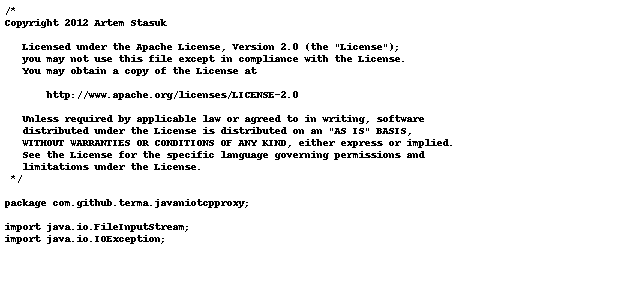 /*
Copyright 2012 Artem Stasuk

   Licensed under the Apache License, Version 2.0 (the "License");
   you may not use this file except in compliance with the License.
   You may obtain a copy of the License at

       http://www.apache.org/licenses/LICENSE-2.0

   Unless required by applicable law or agreed to in writing, software
   distributed under the License is distributed on an "AS IS" BASIS,
   WITHOUT WARRANTIES OR CONDITIONS OF ANY KIND, either express or implied.
   See the License for the specific language governing permissions and
   limitations under the License.
 */

package com.github.terma.javaniotcpproxy;

import java.io.FileInputStream;
import java.io.IOException;